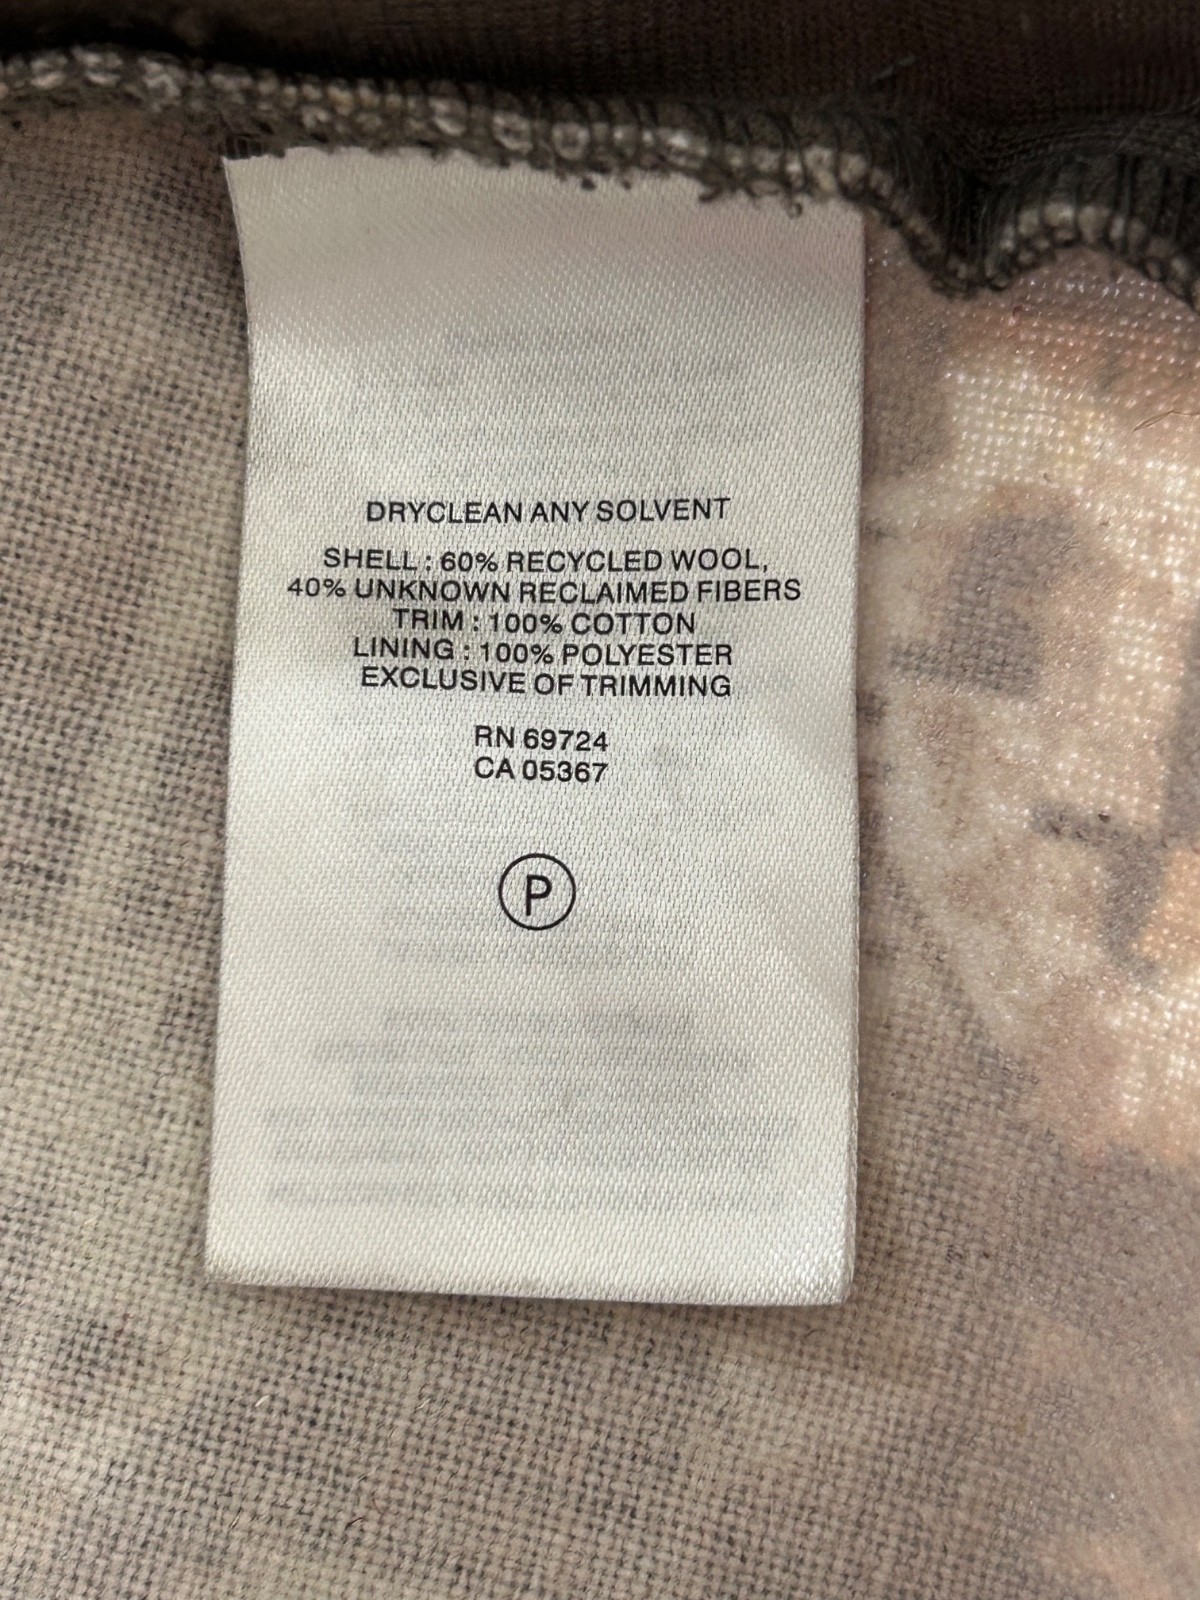 DRYCLEAN ANY SOLVENT
SHELL : 60% RECYCLED WOOL,
40% UNKNOWN RECLAIMED FIBERS
TRIM : 100% COTTON
LINING : 100% POLYESTER
EXCLUSIVE OF TRIMMING
RN 69724
CA 05367
P